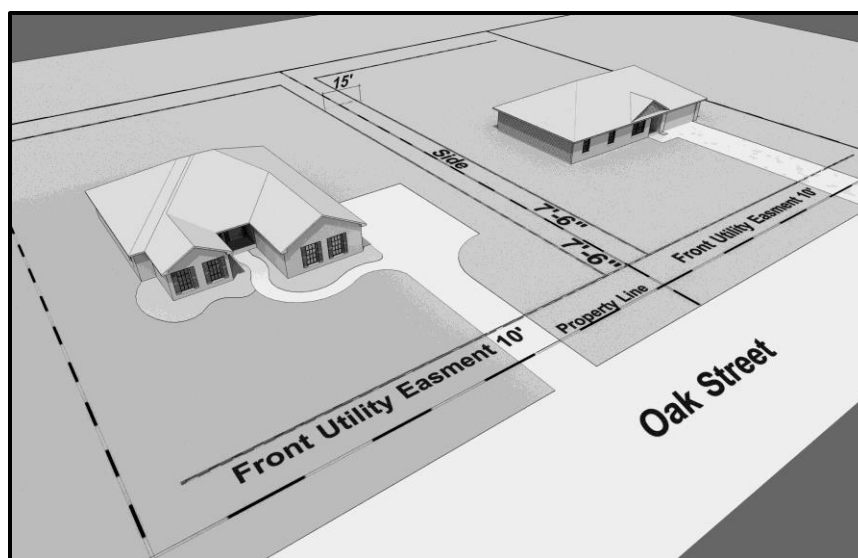 15'
Side
7'-6"
7'-6"
Front Utility Easment 10'
Property Line
Front Utility Easment 10'
Oak Street